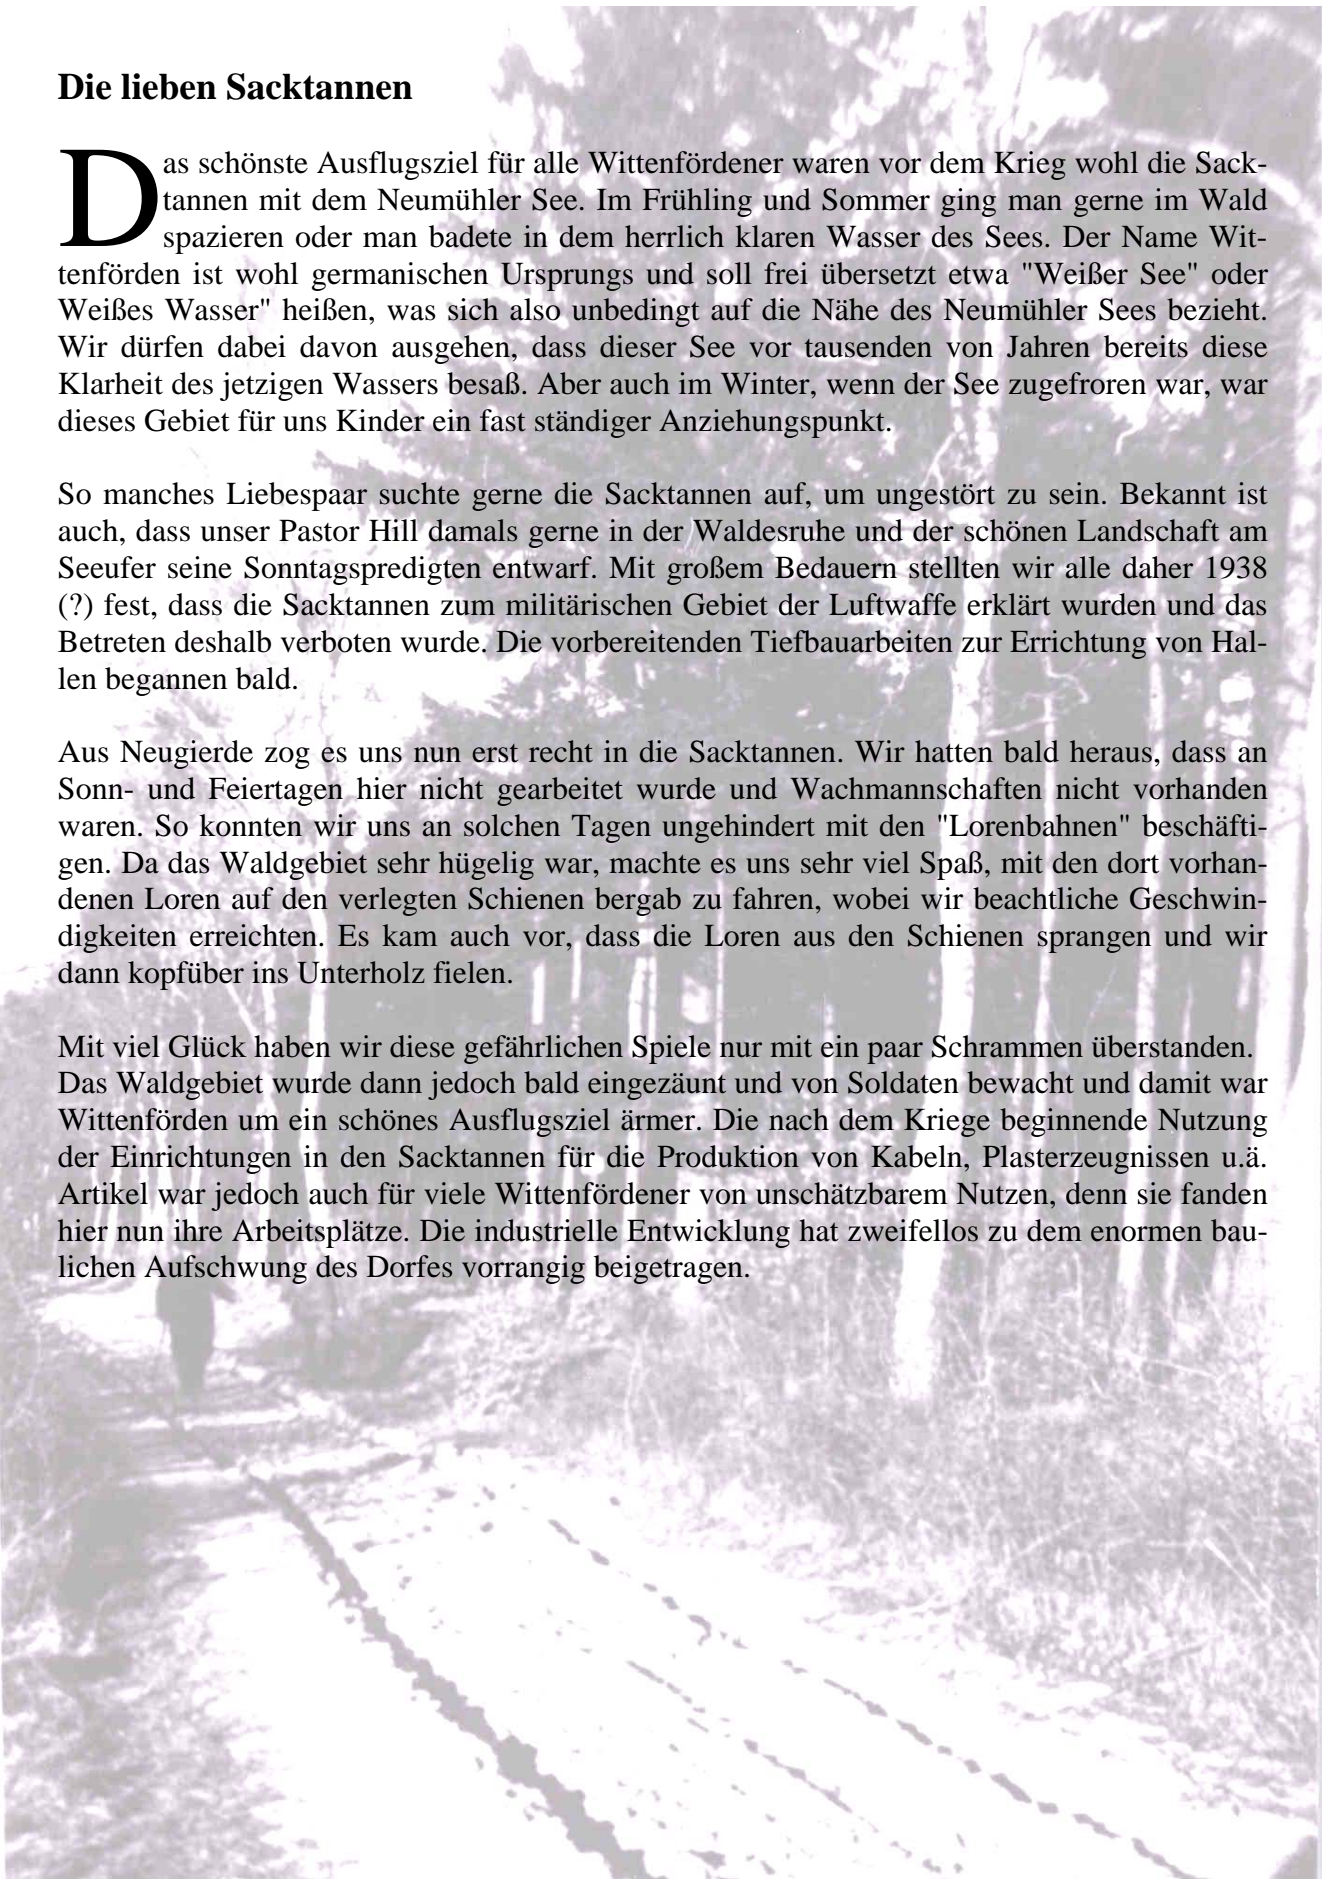 Die lieben Sacktannen
Das schönste Ausflugsziel für alle Wittenfördener waren vor dem Krieg wohl die Sack-
tannen mit dem Neumühler See. Im Frühling und Sommer ging man gerne im Wald
spazieren oder man badete in dem herrlich klaren Wasser des Sees. Der Name Wit-
tenförden ist wohl germanischen Ursprungs und soll frei übersetzt etwa "Weißer See" oder
Weißes Wasser" heißen, was sich also unbedingt auf die Nähe des Neumühler Sees bezieht.
Wir dürfen dabei davon ausgehen, dass dieser See vor tausenden von Jahren bereits diese
Klarheit des jetzigen Wassers besaß. Aber auch im Winter, wenn der See zugefroren war, war
dieses Gebiet für uns Kinder ein fast ständiger Anziehungspunkt.
So manches Liebespaar suchte gerne die Sacktannen auf, um ungestört zu sein. Bekannt ist
auch, dass unser Pastor Hill damals gerne in der Waldesruhe und der schönen Landschaft am
Seeufer seine Sonntagspredigten entwarf. Mit großem Bedauern stellten wir alle daher 1938
(?) fest, dass die Sacktannen zum militärischen Gebiet der Luftwaffe erklärt wurden und das
Betreten deshalb verboten wurde. Die vorbereitenden Tiefbauarbeiten zur Errichtung von Hal-
len begannen bald.
Aus Neugierde zog es uns nun erst recht in die Sacktannen. Wir hatten bald heraus, dass an
Sonn- und Feiertagen hier nicht gearbeitet wurde und Wachmannschaften nicht vorhanden
waren. So konnten wir uns an solchen Tagen ungehindert mit den "Lorenbahnen" beschäfti-
gen. Da das Waldgebiet sehr hügelig war, machte es uns sehr viel Spaß, mit den dort vorhan-
denen Loren auf den verlegten Schienen bergab zu fahren, wobei wir beachtliche Geschwin-
digkeiten erreichten. Es kam auch vor, dass die Loren aus den Schienen sprangen und wir
dann kopfüber ins Unterholz fielen.
Mit viel Glück haben wir diese gefährlichen Spiele nur mit ein paar Schrammen überstanden.
Das Waldgebiet wurde dann jedoch bald eingezäunt und von Soldaten bewacht und damit war
Wittenförden um ein schönes Ausflugsziel ärmer. Die nach dem Kriege beginnende Nutzung
der Einrichtungen in den Sacktannen für die Produktion von Kabeln, Plasterzeugnissen u.ä.
Artikel war jedoch auch für viele Wittenfördener von unschätzbarem Nutzen, denn sie fanden
hier nun ihre Arbeitsplätze. Die industrielle Entwicklung hat zweifellos zu dem enormen bau-
lichen Aufschwung des Dorfes vorrangig beigetragen.